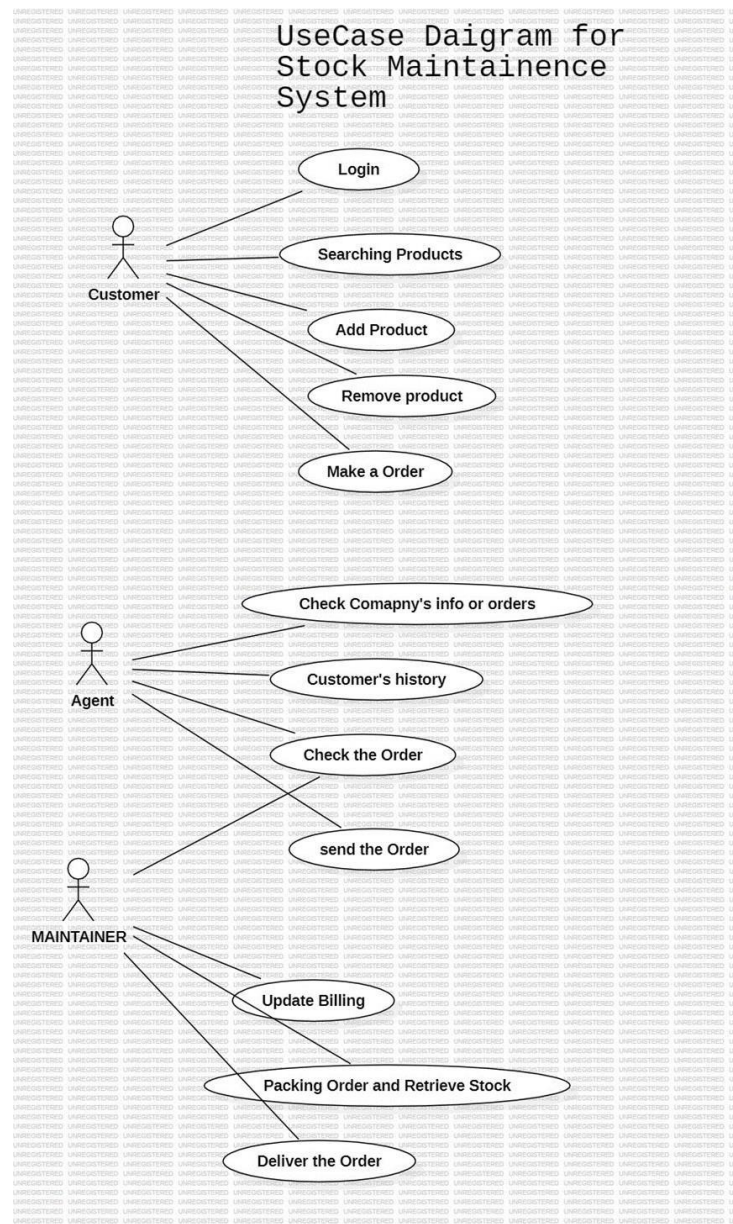 UseCase Daigram for
Stock Maintainence
System
Login
Searching Products
Customer
Add Product
Remove product
Make a Order
Check Comapny's info or orders
Customer's history
Agent
Check the Order
send the Order
MAINTAINER
Update Billing
Packing Order and Retrieve Stock
Deliver the Order